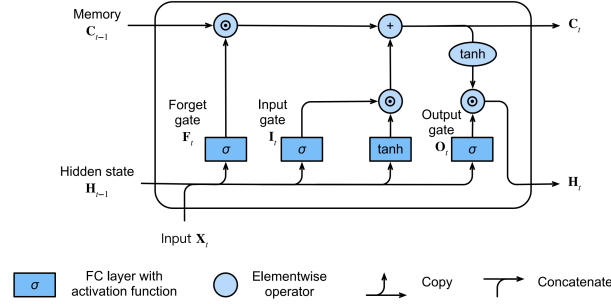 Memory
C_{t-1}
C_t
tanh
Forget
gate
F_t
Input
gate
I_t
Output
gate
O_t
σ
σ
tanh
σ
Hidden state
H_{t-1}
H_t
Input X_t
σ
FC layer with
activation function
Elementwise
operator
Copy
Concatenate